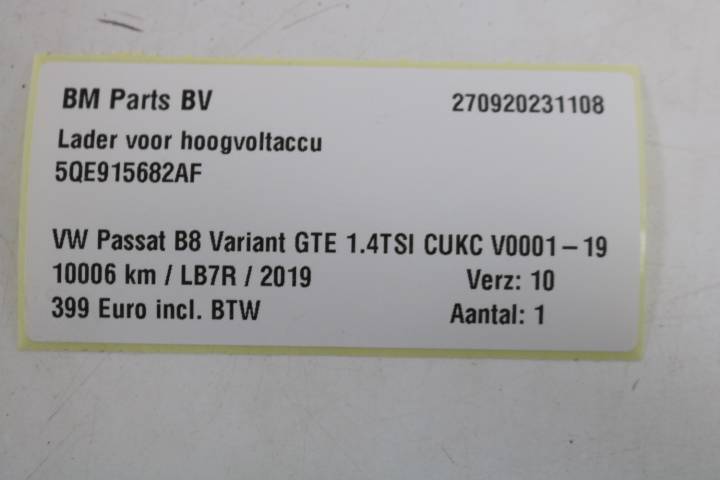 BM Parts BV 270920231108
Lader voor hoogvoltaccu
5QE915682AF
VW Passat B8 Variant GTE 1.4TSI CUKC V0001-19
10006 km / LB7R / 2019 Verz: 10
399 Euro incl. BTW Aantal: 1